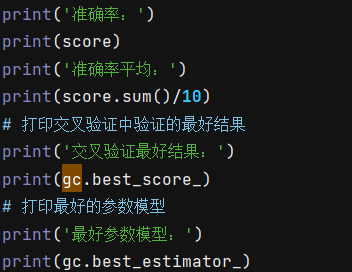 print('准确率：')
print(score)
print('准确率平均：')
print(score.sum()/10)
# 打印交叉验证中验证的最好结果
print('交叉验证最好结果：')
print(gc.best_score_)
# 打印最好的参数模型
print('最好参数模型：')
print(gc.best_estimator_)